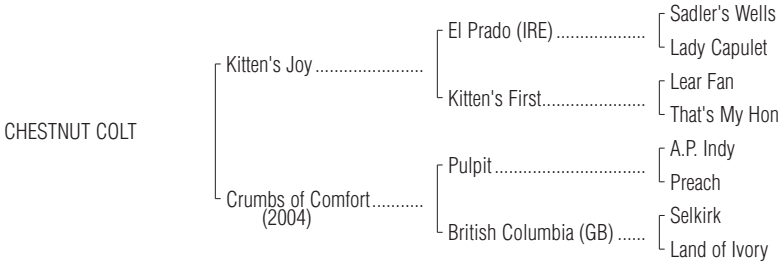 Sadler's Wells
El Prado (IRE) ...................
Lady Capulet
Kitten's Joy .......................
Lear Fan
Kitten's First......................
That's My Hon
CHESTNUT COLT
A.P. Indy
Pulpit ................................
Preach
Crumbs of Comfort...........
(2004)
Selkirk
British Columbia (GB) ......
Land of Ivory